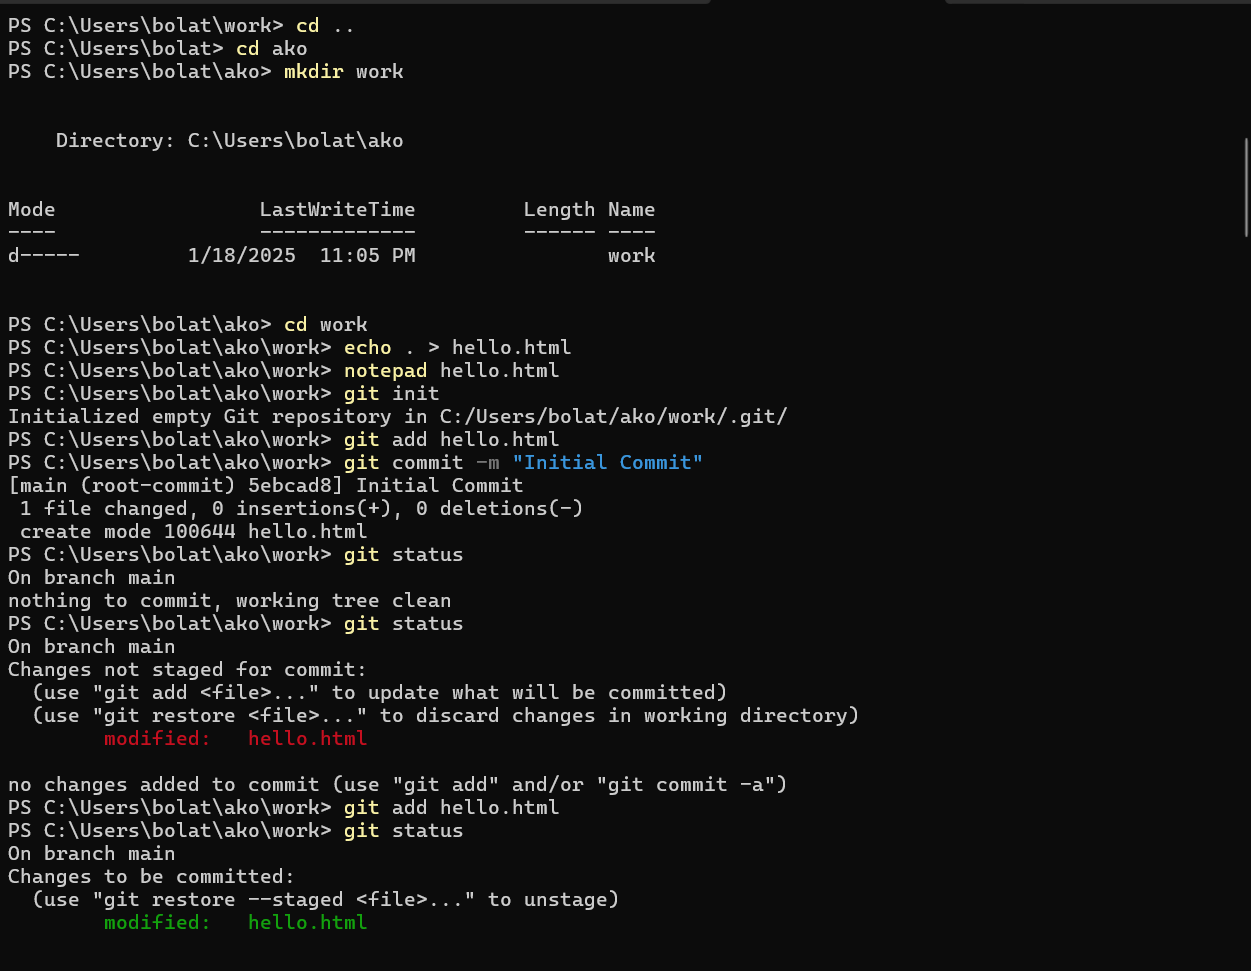 PS C:\Users\bolat\work> cd ..
PS C:\Users\bolat> cd ako
PS C:\Users\bolat\ako> mkdir work
    Directory: C:\Users\bolat\ako
Mode                 LastWriteTime         Length Name
----                 -------------         ------ ----
d-----         1/18/2025  11:05 PM                work
PS C:\Users\bolat\ako> cd work
PS C:\Users\bolat\ako\work> echo . > hello.html
PS C:\Users\bolat\ako\work> notepad hello.html
PS C:\Users\bolat\ako\work> git init
Initialized empty Git repository in C:/Users/bolat/ako/work/.git/
PS C:\Users\bolat\ako\work> git add hello.html
PS C:\Users\bolat\ako\work> git commit -m "Initial Commit"
[main (root-commit) 5ebcad8] Initial Commit
 1 file changed, 0 insertions(+), 0 deletions(-)
 create mode 100644 hello.html
PS C:\Users\bolat\ako\work> git status
On branch main
nothing to commit, working tree clean
PS C:\Users\bolat\ako\work> git status
On branch main
Changes not staged for commit:
  (use "git add <file>..." to update what will be committed)
  (use "git restore <file>..." to discard changes in working directory)
        modified:   hello.html
no changes added to commit (use "git add" and/or "git commit -a")
PS C:\Users\bolat\ako\work> git add hello.html
PS C:\Users\bolat\ako\work> git status
On branch main
Changes to be committed:
  (use "git restore --staged <file>..." to unstage)
        modified:   hello.html